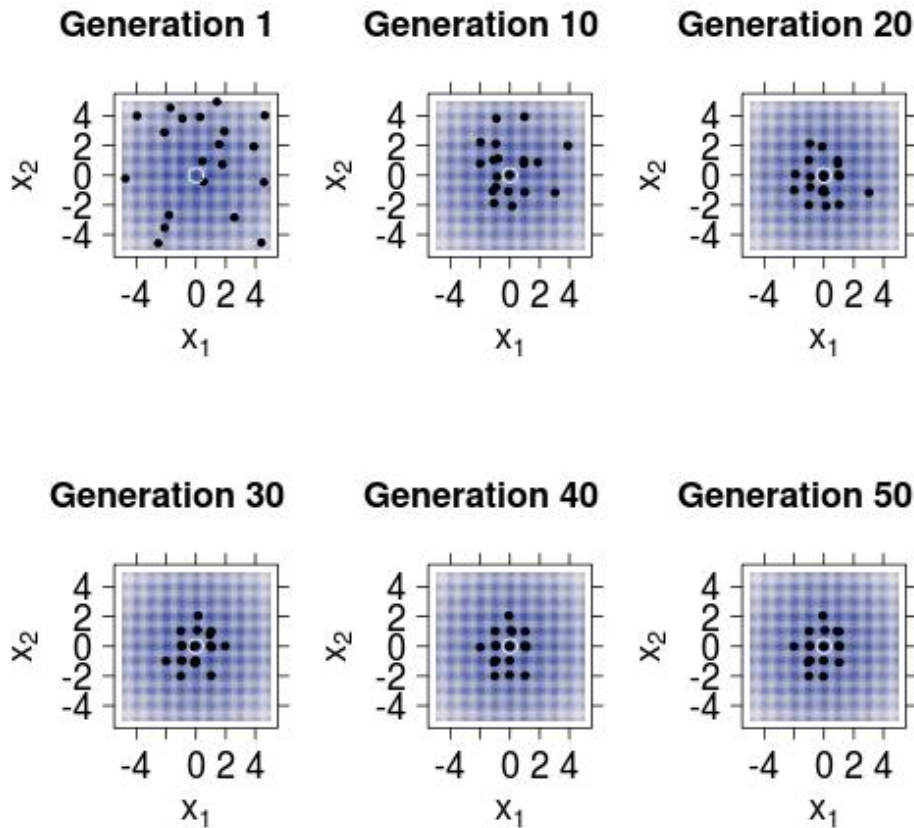 Generation 1 Generation 10 Generation 20
4 4 4
2 2 2
0 0 0
-2 -2 -2
-4 -4 -4
x₂ x₂ x₂
-4 0 2 4 -4 0 2 4 -4 0 2 4
x₁ x₁ x₁
Generation 30 Generation 40 Generation 50
4 4 4
2 2 2
0 0 0
-2 -2 -2
-4 -4 -4
x₂ x₂ x₂
-4 0 2 4 -4 0 2 4 -4 0 2 4
x₁ x₁ x₁